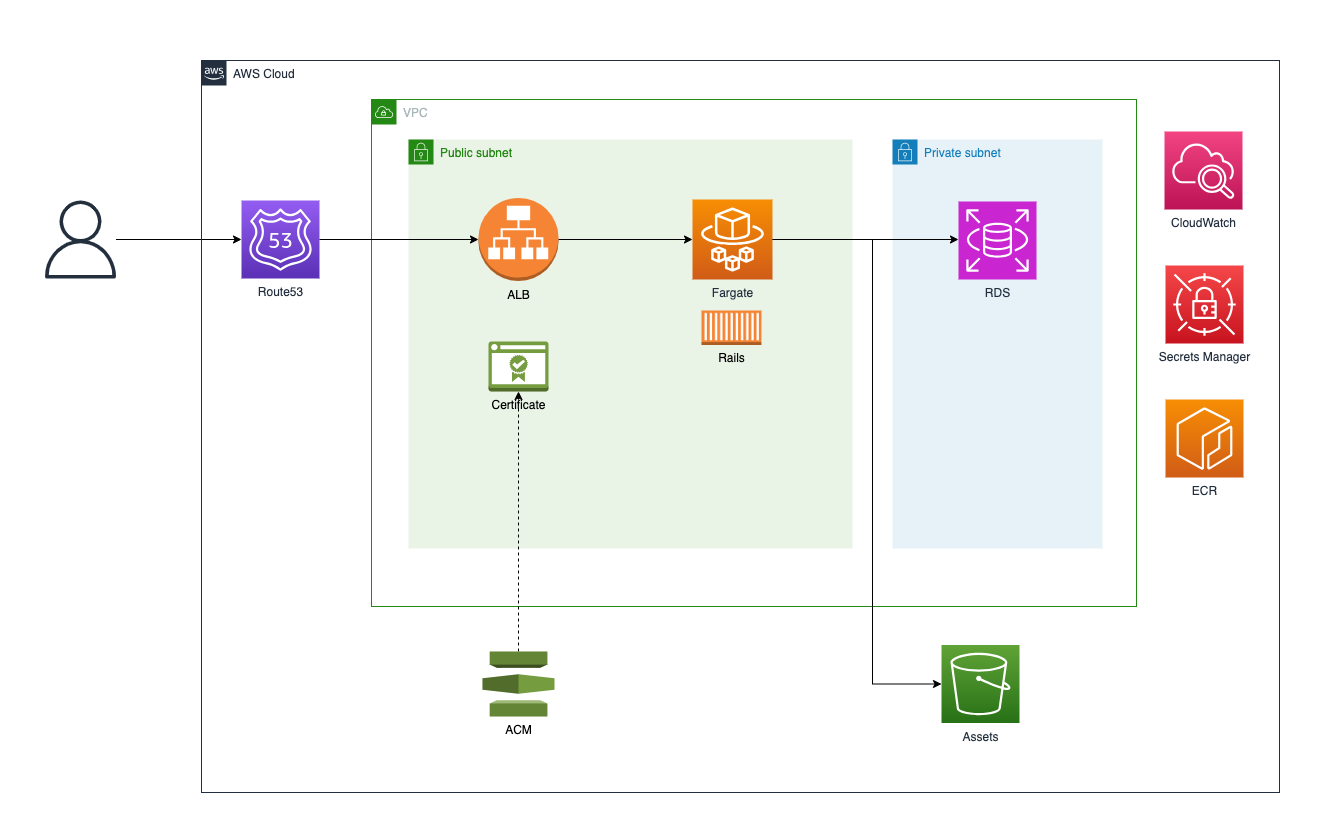 aws
AWS Cloud
VPC
Public subnet
Private subnet
53
Route53
ALB
Fargate
RDS
CloudWatch
Rails
Secrets Manager
Certificate
ECR
ACM
Assets